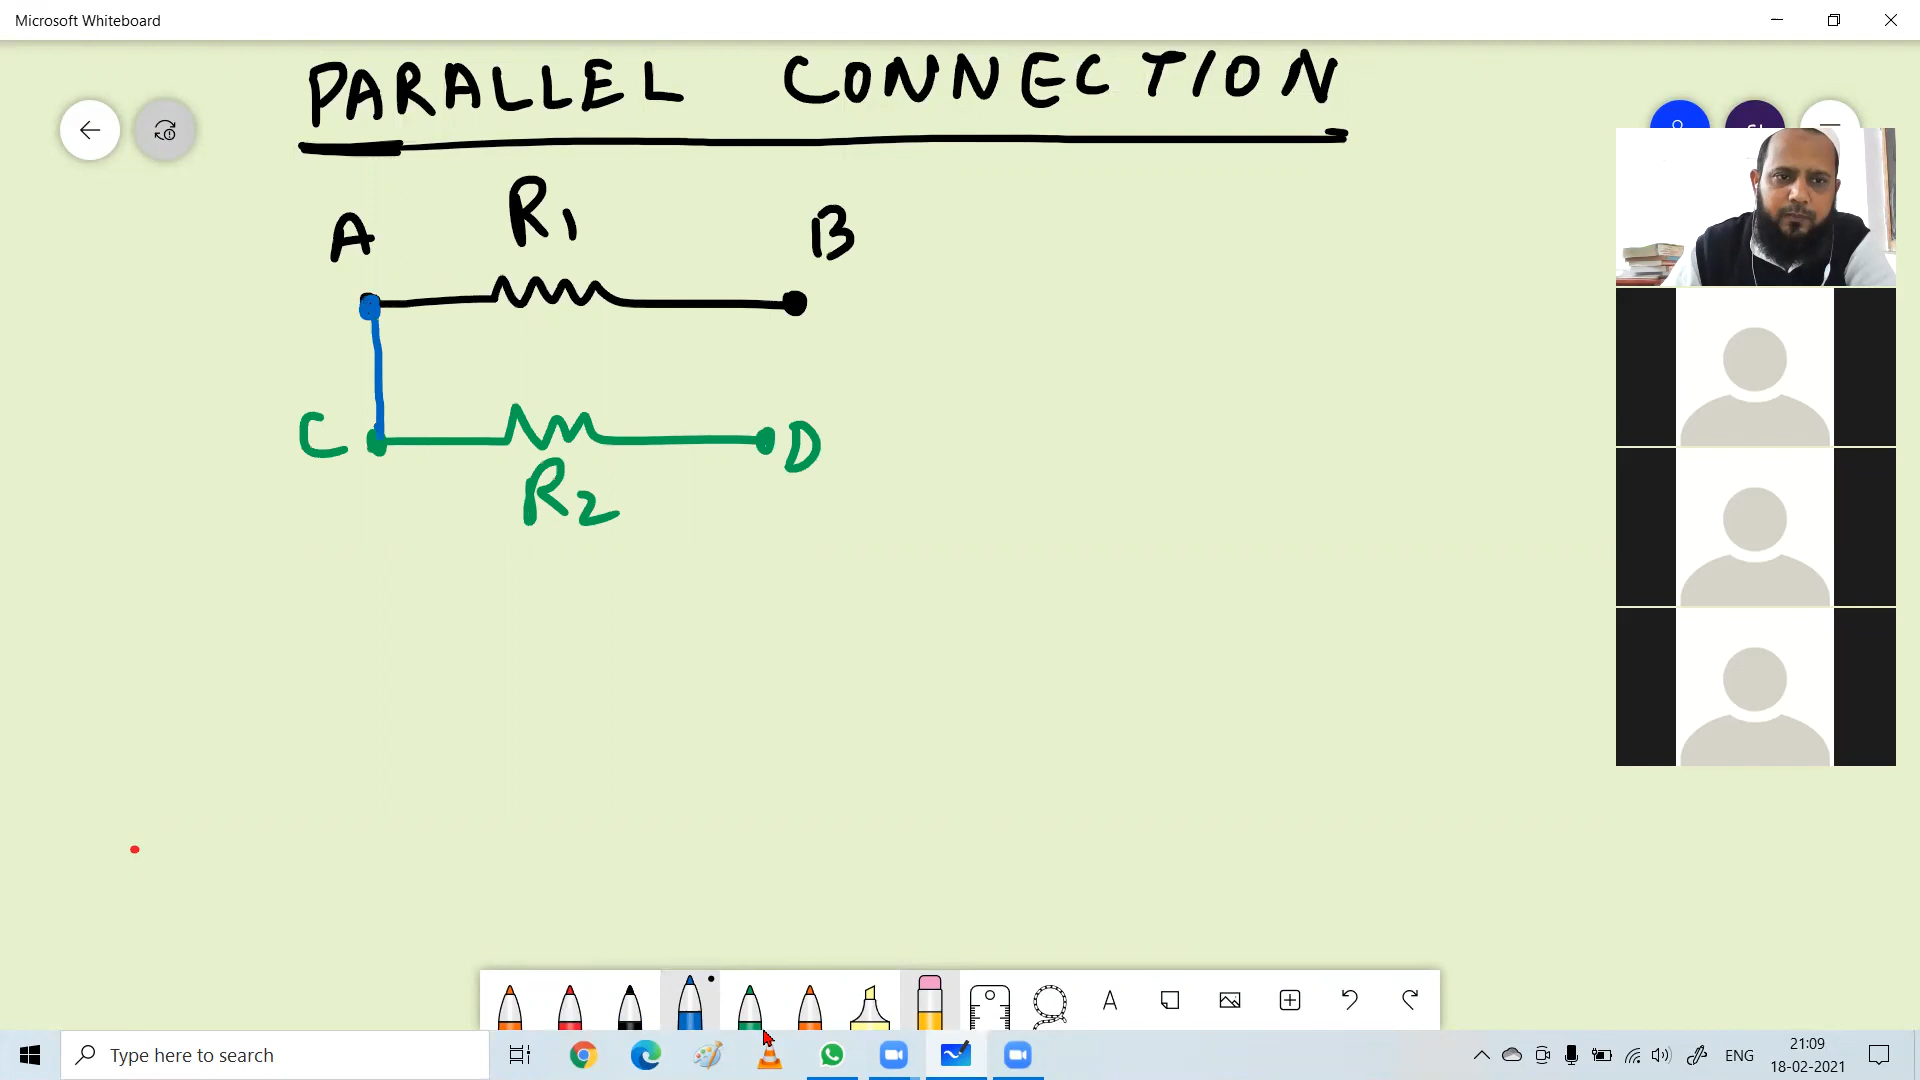 Microsoft Whiteboard
PARALLEL CONNECTION
A R1 B
C D
R2
A
Type here to search
ENG
21:09
18-02-2021